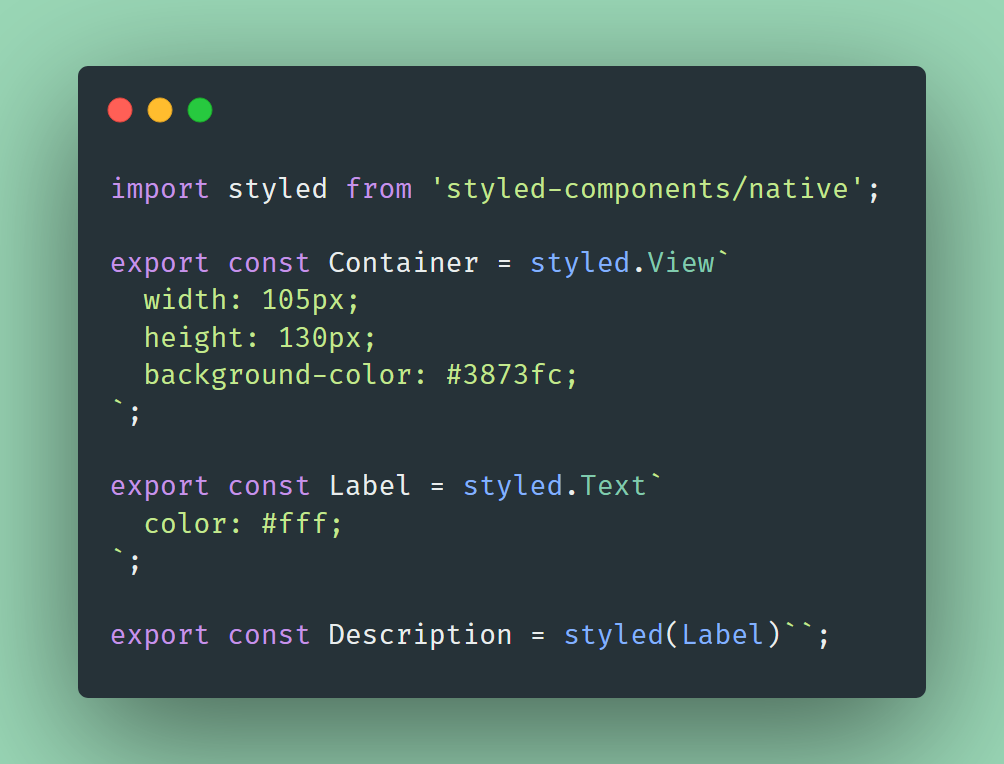 import styled from 'styled-components/native';
export const Container = styled.View`
  width: 105px;
  height: 130px;
  background-color: #3873fc;
`;
export const Label = styled.Text`
  color: #fff;
`;
export const Description = styled(Label)``;